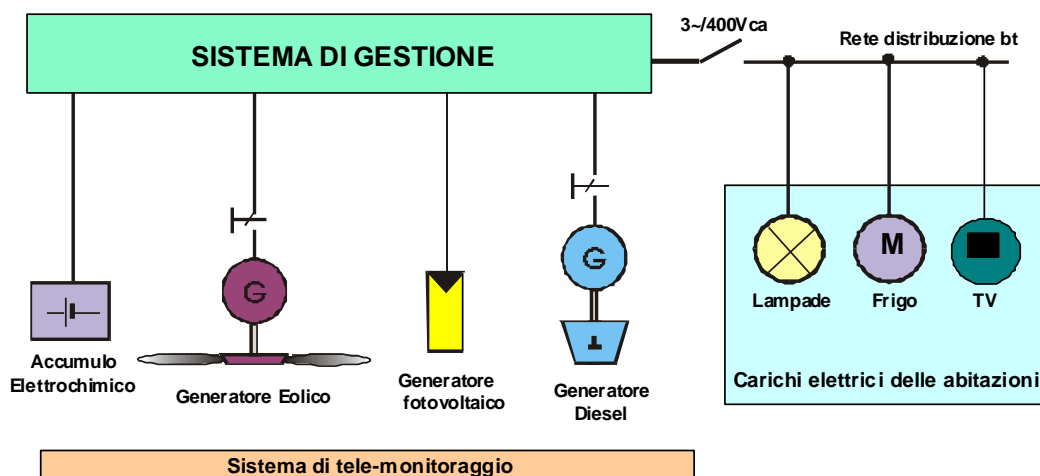 3~/400Vca
SISTEMA DI GESTIONE
Rete distribuzione bt
G
G
M
Lampade
Frigo
TV
Accumulo
Elettrochimico
Generatore Eolico
Generatore
fotovoltaico
Generatore
Diesel
Carichi elettrici delle abitazioni
Sistema di tele-monitoraggio